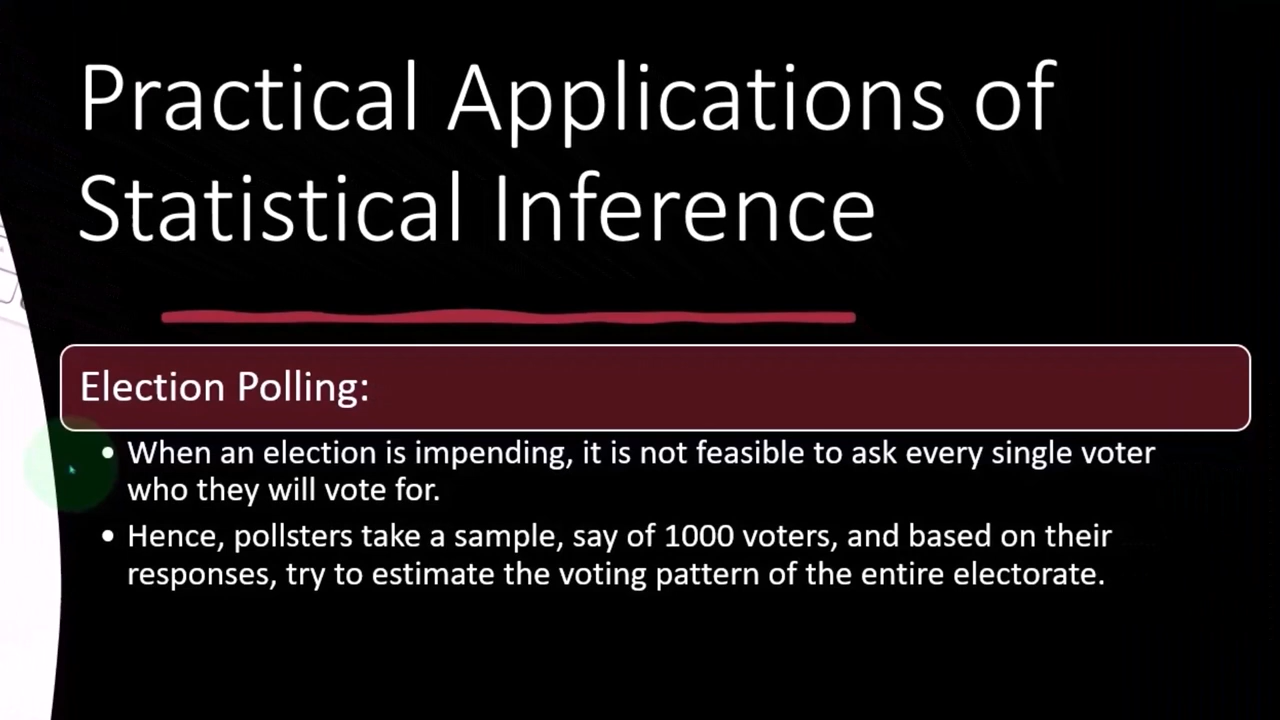 Practical Applications of
Statistical Inference
Election Polling:
• When an election is impending, it is not feasible to ask every single voter
who they will vote for.
• Hence, pollsters take a sample, say of 1000 voters, and based on their
responses, try to estimate the voting pattern of the entire electorate.